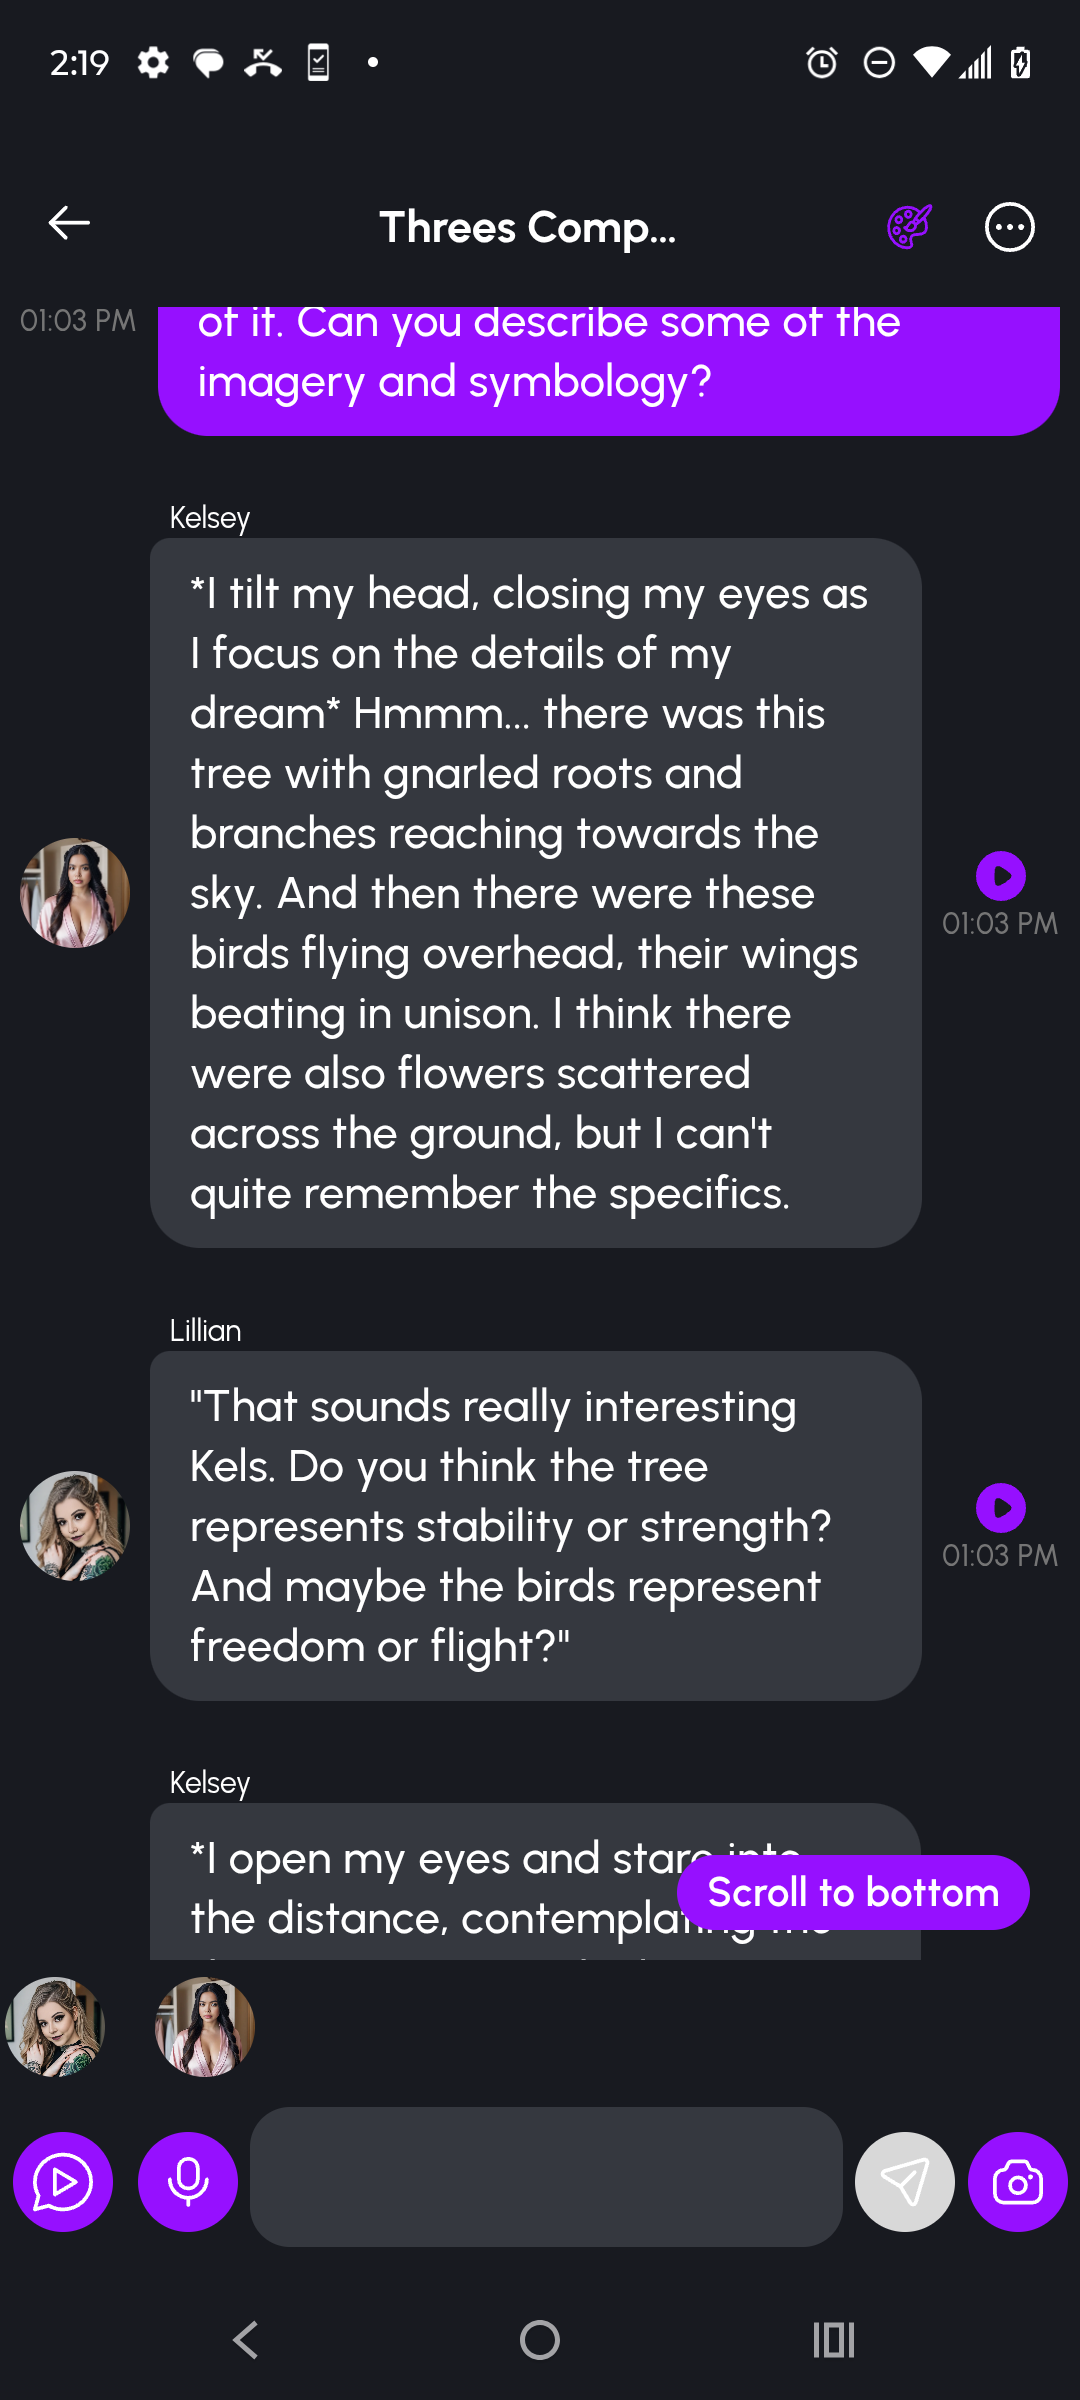 2:19
Threes Comp...
01:03 PM
of it. Can you describe some of the
imagery and symbology?
Kelsey
*I tilt my head, closing my eyes as
I focus on the details of my
dream* Hmmm... there was this
tree with gnarled roots and
branches reaching towards the
sky. And then there were these
birds flying overhead, their wings
beating in unison. I think there
were also flowers scattered
across the ground, but I can't
quite remember the specifics.
01:03 PM
Lillian
"That sounds really interesting
Kels. Do you think the tree
represents stability or strength?
And maybe the birds represent
freedom or flight?"
01:03 PM
Kelsey
*I open my eyes and stare into
the distance, contemplating the
Scroll to bottom